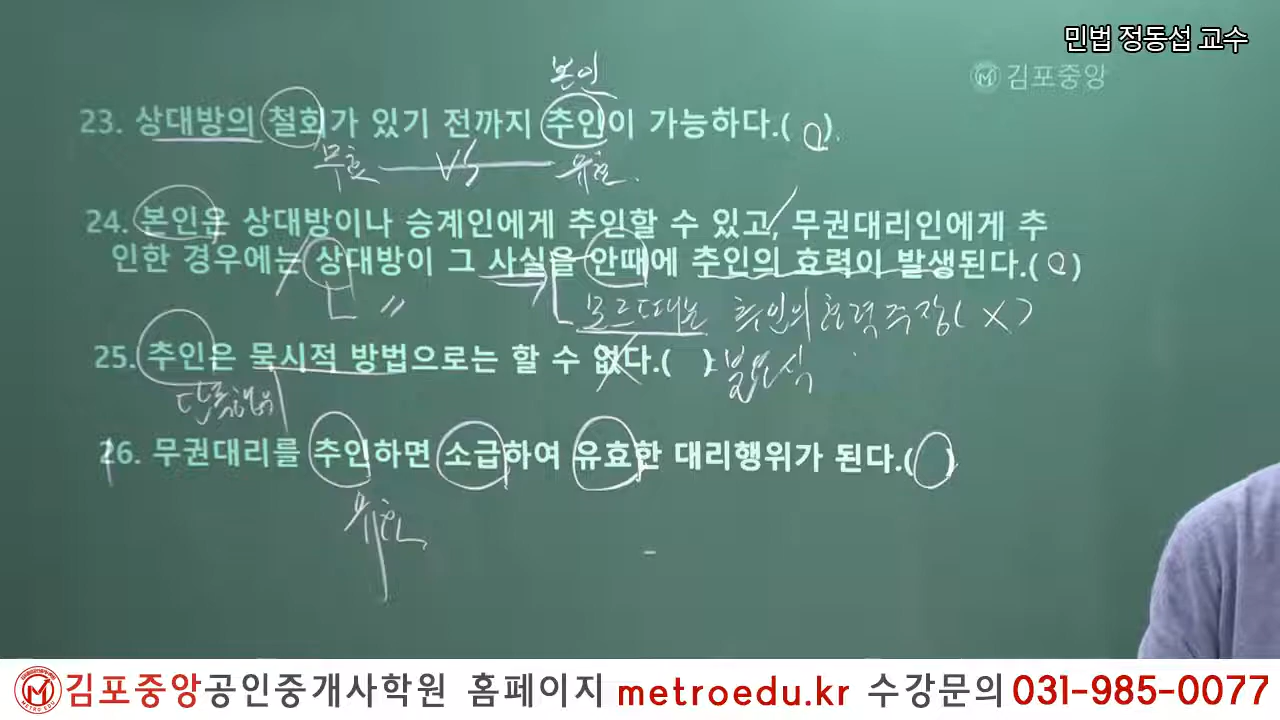 민법 정동섭 교수
김포중앙
본인
23. 상대방의 철회가 있기 전까지 추인이 가능하다.( O ).
무효 VS 유효.
24. 본인은 상대방이나 승계인에게 추인할 수 있고, 무권대리인에게 추
인한 경우에는 상대방이 그 사실을 안때에 추인의 효력이 발생된다.( O )
모르때는 추인의 효력 주장( X )
25. 추인은 묵시적 방법으로는 할 수 없다.( ) 불요식
단독행위
26. 무권대리를 추인하면 소급하여 유효한 대리행위가 된다.( )
METRO EDU
김포중앙공인중개사학원 홈페이지 metroedu.kr 수강문의 031-985-0077